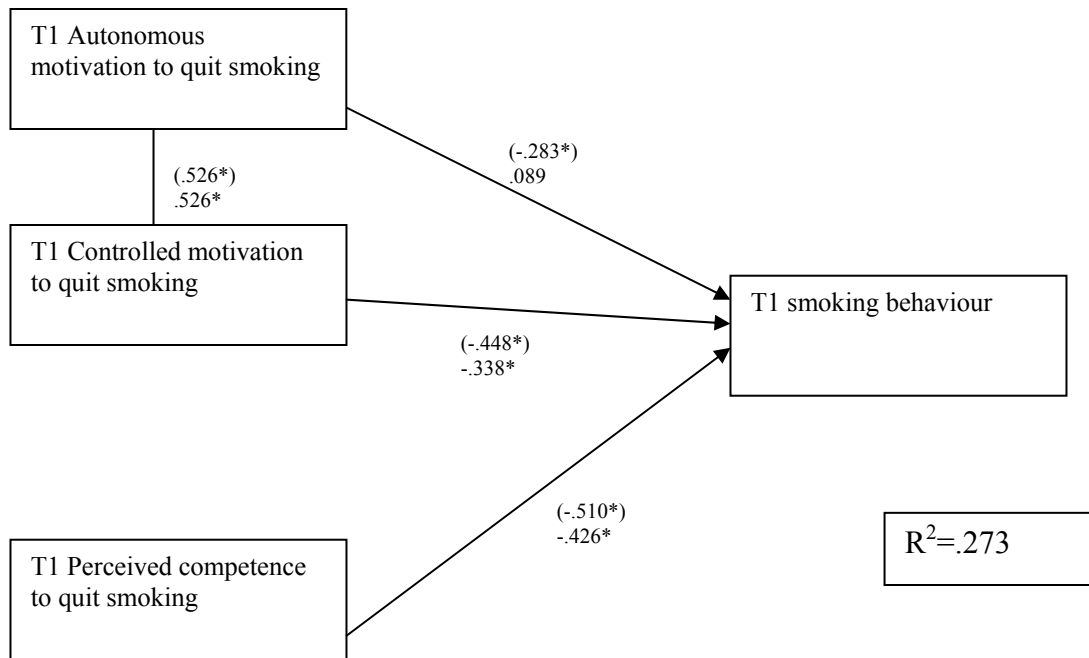 T1 Autonomous
motivation to quit smoking
(-.283*)
.089
(.526*)
.526*
T1 Controlled motivation
to quit smoking
T1 smoking behaviour
(-.448*)
-.338*
(-.510*)
-.426*
R²=.273
T1 Perceived competence
to quit smoking